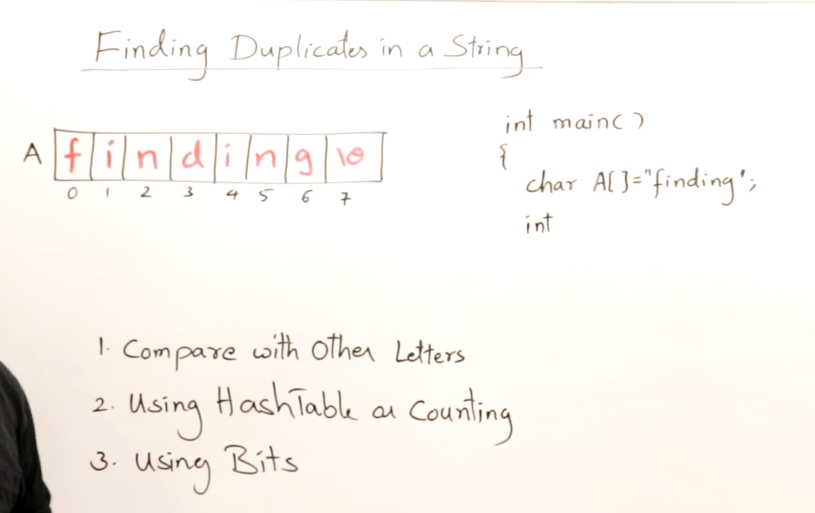 Finding Duplicates in a String
A f i n d i n g \0
0 1 2 3 4 5 6 7
int main()
{
char A[]="finding';
int
1. Compare with Other Letters
2. Using HashTable or Counting
3. Using Bits